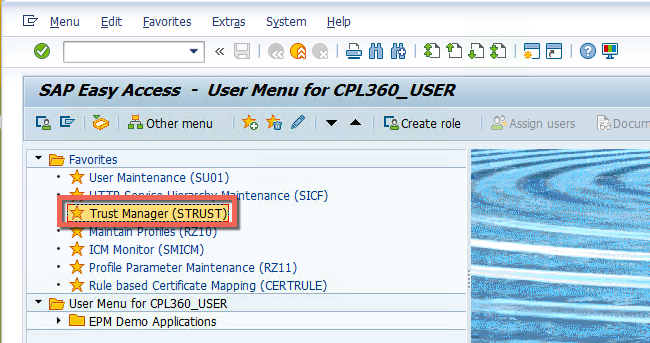 Menu Edit Favorites Extras System Help
SAP Easy Access - User Menu for CPL360_USER
Other menu Create role Assign users Docum
Favorites
User Maintenance (SU01)
HTTP Service Hierarchy Maintenance (SICF)
Trust Manager (STRUST)
Maintain Profiles (RZ10)
ICM Monitor (SMICM)
Profile Parameter Maintenance (RZ11)
Rule based Certificate Mapping (CERTRULE)
User Menu for CPL360_USER
EPM Demo Applications